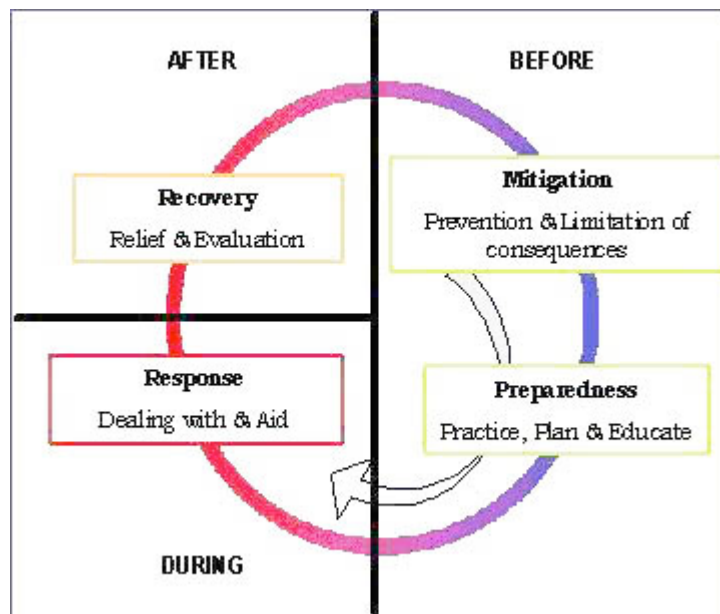 AFTER
BEFORE
Recovery
Relief & Evaluation
Mitigation
Prevention & Limitation of
consequences
Response
Dealing with & Aid
Preparedness
Practice, Plan & Educate
DURING